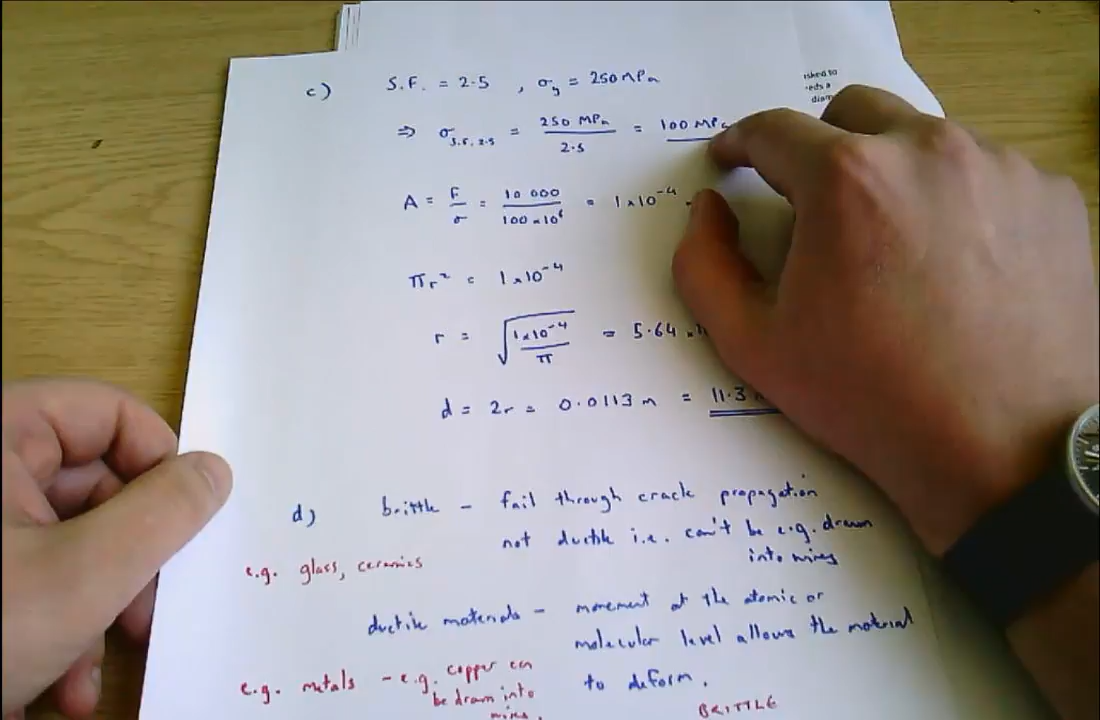 c) S.F. = 2.5 , σy = 250 MPa
⇒ σS.F. 2.5 = 250 MPa / 2.5 = 100 MPa
A = F/σ = 10 000 / 100 × 10⁶ = 1 × 10⁻⁴
πr² = 1 × 10⁻⁴
r = √(1 × 10⁻⁴ / π) = 5.64 ×
d = 2r = 0.0113 m = 11.3
d) brittle – fail through crack propagation
not ductile i.e. can't be e.g. drawn
into wires
e.g. glass, ceramics
ductile materials – movement at the atomic or
molecular level allows the material
to deform.
e.g. metals – e.g. copper can
be drawn into
wires.
BRITTLE